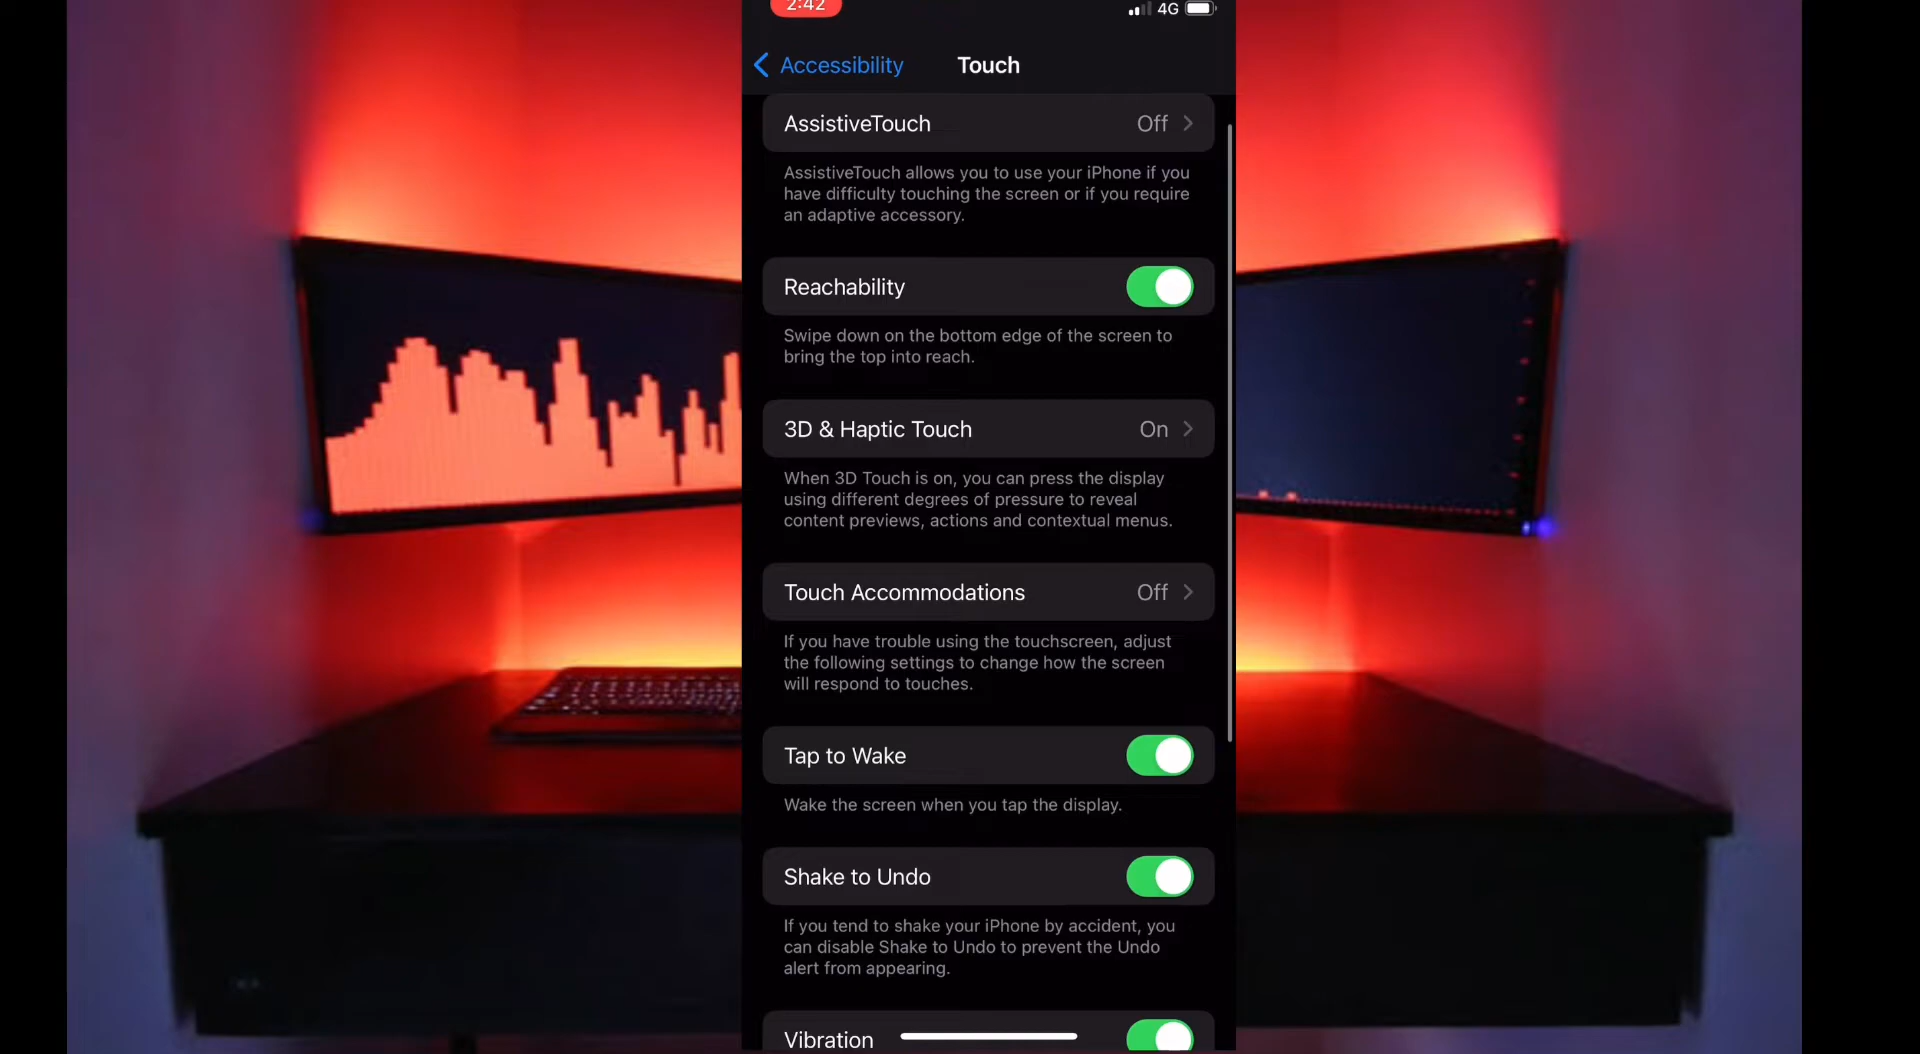 2:42
4G
Accessibility
Touch
AssistiveTouch Off
AssistiveTouch allows you to use your iPhone if you
have difficulty touching the screen or if you require
an adaptive accessory.
Reachability
Swipe down on the bottom edge of the screen to
bring the top into reach.
3D & Haptic Touch On
When 3D Touch is on, you can press the display
using different degrees of pressure to reveal
content previews, actions and contextual menus.
Touch Accommodations Off
If you have trouble using the touchscreen, adjust
the following settings to change how the screen
will respond to touches.
Tap to Wake
Wake the screen when you tap the display.
Shake to Undo
If you tend to shake your iPhone by accident, you
can disable Shake to Undo to prevent the Undo
alert from appearing.
Vibration